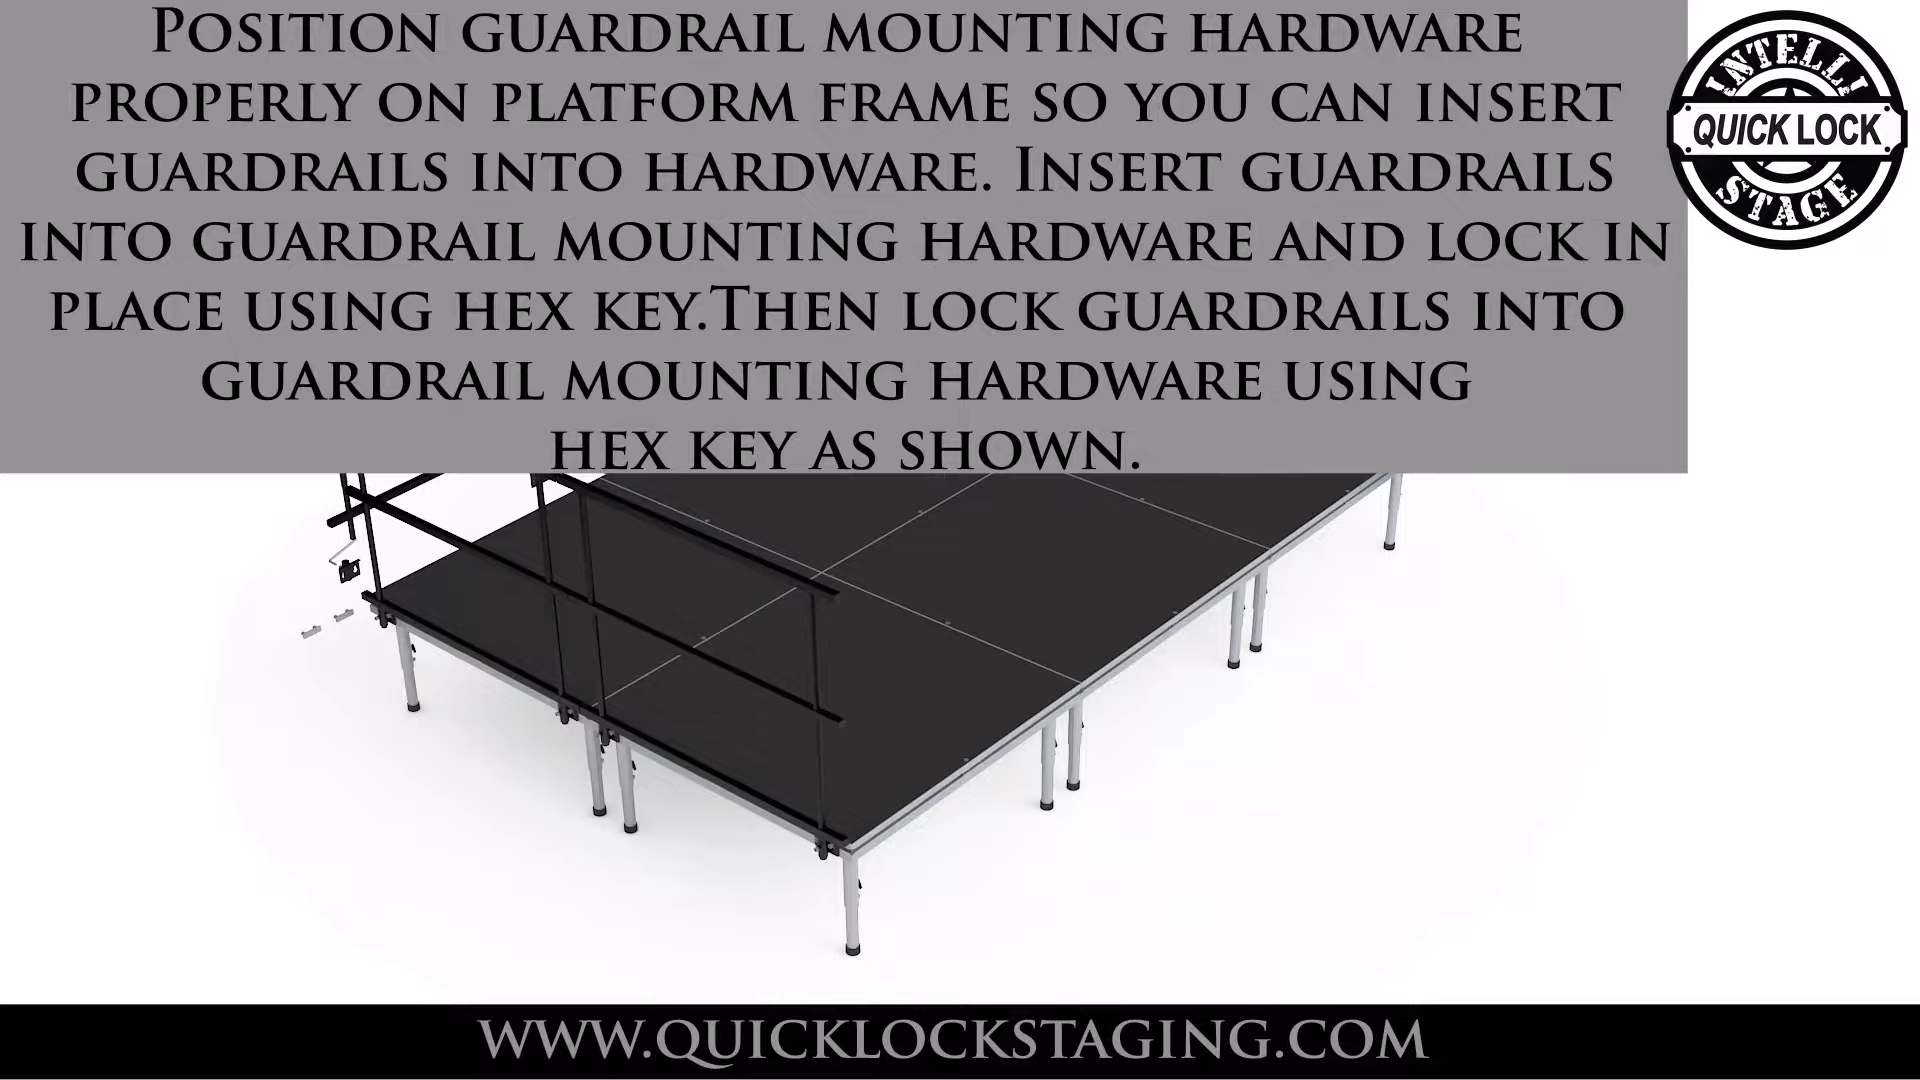 Position guardrail mounting hardware
properly on platform frame so you can insert
guardrails into hardware. Insert guardrails
into guardrail mounting hardware and lock in
place using hex key.Then lock guardrails into
guardrail mounting hardware using
hex key as shown.
INTELLI
QUICK LOCK
STAGE
www.quicklockstaging.com